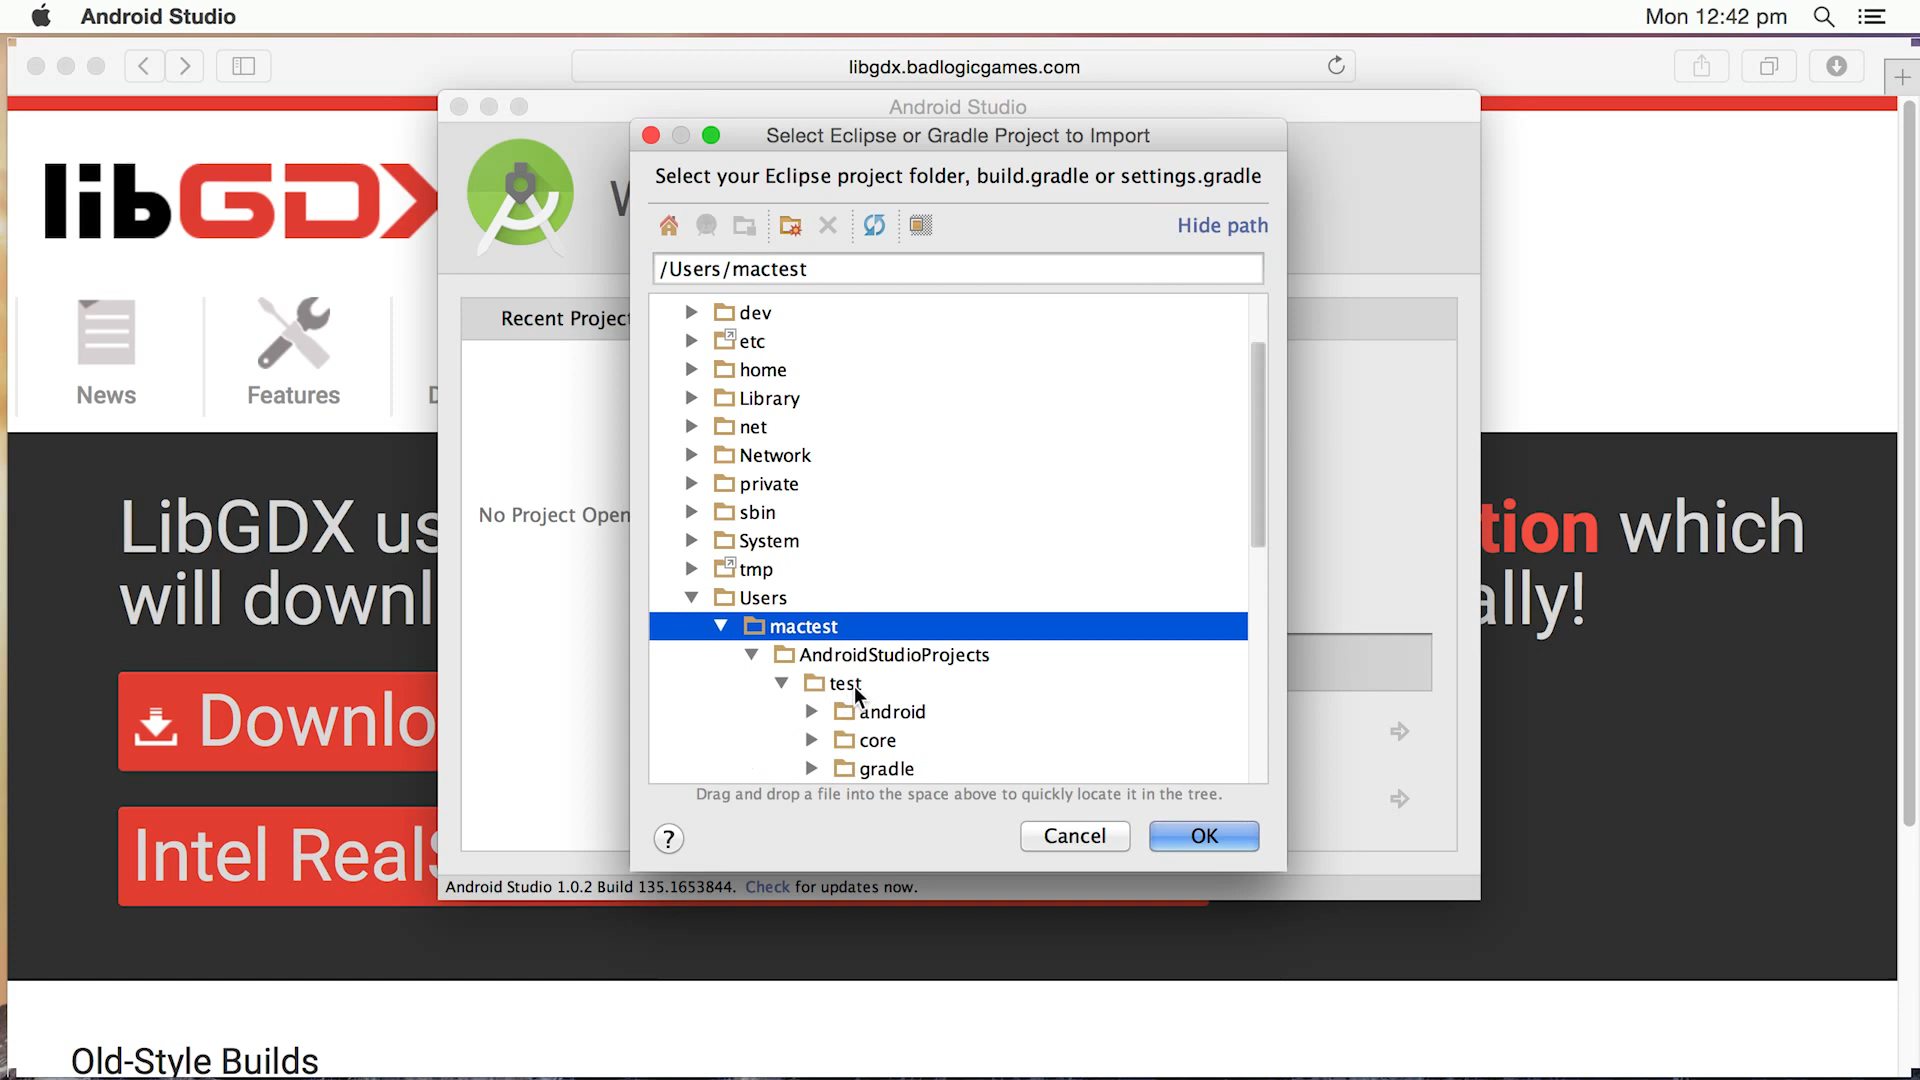 Android Studio
Mon 12:42 pm
libgdx.badlogicgames.com
Android Studio
Select Eclipse or Gradle Project to Import
Select your Eclipse project folder, build.gradle or settings.gradle
Hide path
/Users/mactest
libGDX
News
Features
Recent Project
No Project Open
dev
etc
home
Library
net
Network
private
sbin
System
tmp
Users
mactest
AndroidStudioProjects
test
android
core
gradle
Drag and drop a file into the space above to quickly locate it in the tree.
?
Cancel
OK
Android Studio 1.0.2 Build 135.1653844. Check for updates now.
LibGDX us
tion which
will downl
ally!
Downlo
Intel Real
Old-Style Builds